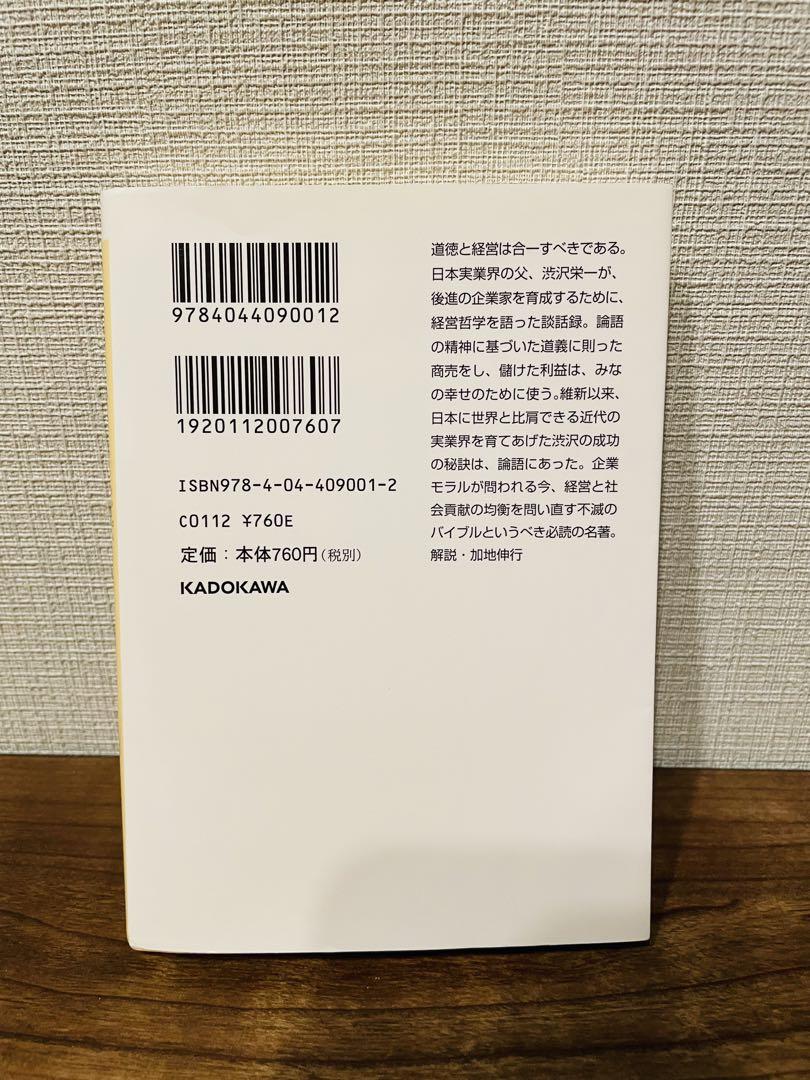 9784044090012
1920112007607
ISBN978-4-04-409001-2
C0112 ¥760E
定価：本体760円(税別)
KADOKAWA
道徳と経営は合一すべきである。
日本実業界の父、渋沢栄一が、
後進の企業家を育成するために、
経営哲学を語った談話録。論語
の精神に基づいた道義に則った
商売をし、儲けた利益は、みな
の幸せのために使う。維新以来、
日本に世界と比肩できる近代の
実業界を育てあげた渋沢の成功
の秘訣は、論語にあった。企業
モラルが問われる今、経営と社
会貢献の均衡を問い直す不滅の
バイブルというべき必読の名著。
解説・加地伸行